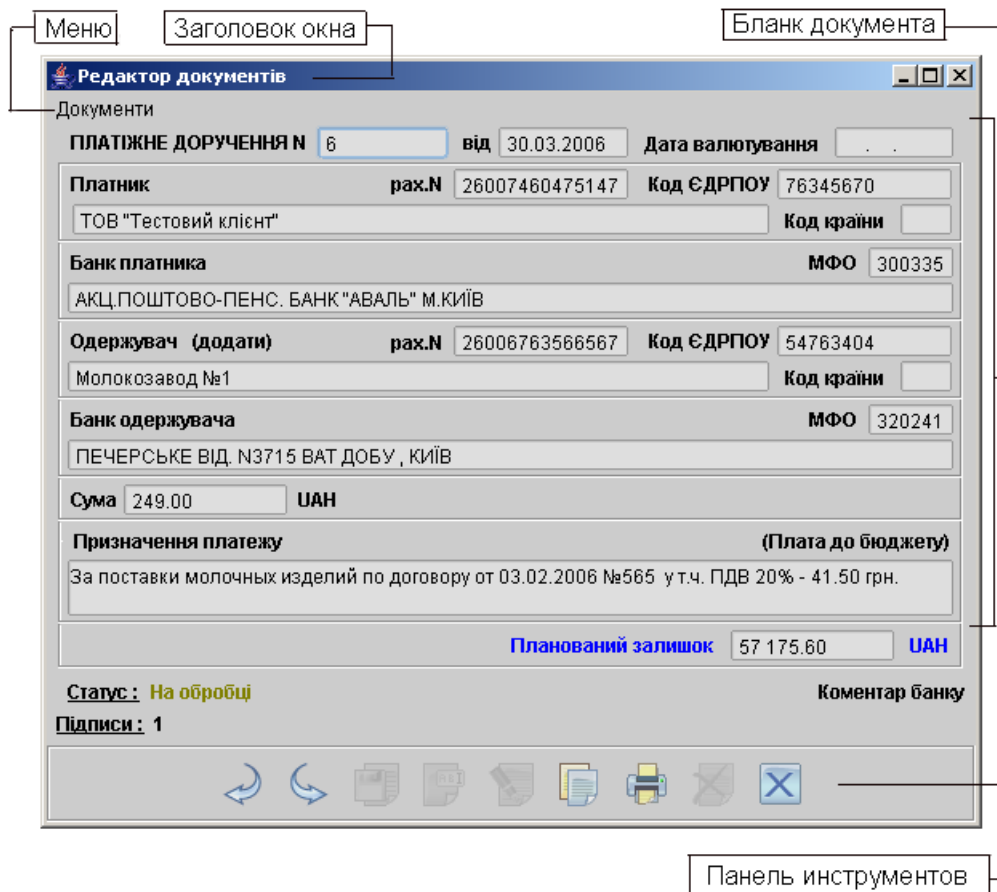 Меню
Заголовок окна
Бланк документа
Редактор документів
Документи
ПЛАТІЖНЕ ДОРУЧЕННЯ N 6 від 30.03.2006 Дата валютування . .
Платник рах.N 26007460475147 Код ЄДРПОУ 76345670
ТОВ "Тестовий клієнт" Код країни
Банк платника МФО 300335
АКЦ.ПОШТОВО-ПЕНС. БАНК "АВАЛЬ" М.КИЇВ
Одержувач (додати) рах.N 26006763566567 Код ЄДРПОУ 54763404
Молокозавод №1 Код країни
Банк одержувача МФО 320241
ПЕЧЕРСЬКЕ ВІД. N3715 ВАТ ДОБУ , КИЇВ
Сума 249.00 UAH
Призначення платежу (Плата до бюджету)
За поставки молочных изделий по договору от 03.02.2006 №565 у т.ч. ПДВ 20% - 41.50 грн.
Планований залишок 57 175.60 UAH
Статус : На обробці Коментар банку
Підписи : 1
Панель инструментов